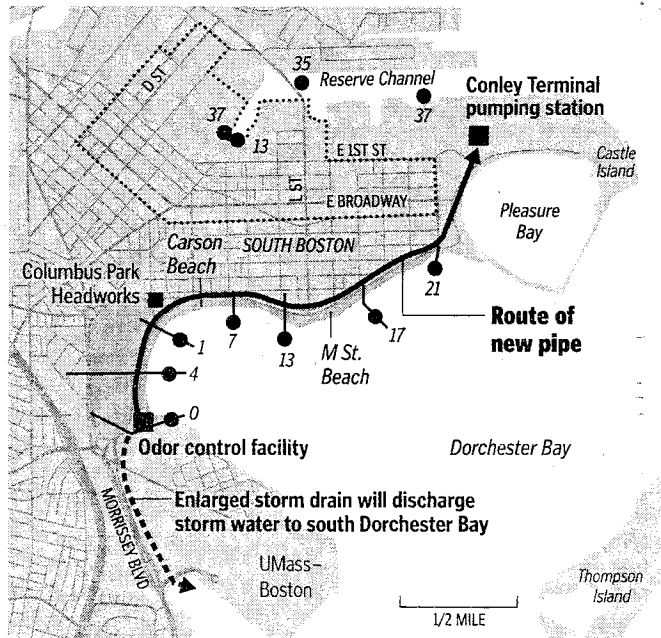 D ST
35
Reserve Channel
Conley Terminal
pumping station
37
37
13
E 1ST ST
Castle
Island
L ST
E BROADWAY
Pleasure
Bay
Carson
Beach
SOUTH BOSTON
Columbus Park
Headworks
21
Route of
new pipe
1
7
13
17
M St.
Beach
4
0
Odor control facility
Dorchester Bay
Enlarged storm drain will discharge
storm water to south Dorchester Bay
MORRISSEY BLVD
UMass–
Boston
Thompson
Island
1/2 MILE